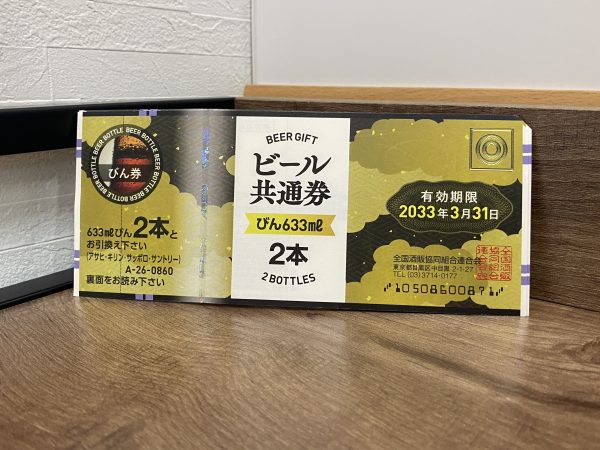 BEER BOTTLE BEER BOTTLE BEER BOTTLE BEER BOTTLE
びん券
633mlびん2本と
お引換え下さい
(アサヒ・キリン・サッポロ・サントリー)
A-26-0860
裏面をお読み下さい
BEER GIFT
ビール
共通券
びん633ml
2本
2 BOTTLES
有効期限
2033年3月31日
全国酒販協同組合連合会
東京都目黒区中目黒 2-1-27
TEL (03) 3714-0177
1050860087